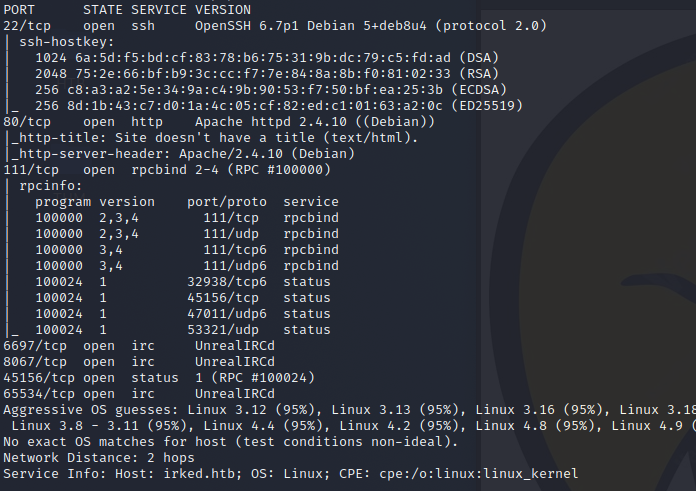 PORT      STATE SERVICE VERSION
22/tcp    open  ssh     OpenSSH 6.7p1 Debian 5+deb8u4 (protocol 2.0)
| ssh-hostkey:
|   1024 6a:5d:f5:bd:cf:83:78:b6:75:31:9b:dc:79:c5:fd:ad (DSA)
|   2048 75:2e:66:bf:b9:3c:cc:f7:7e:84:8a:8b:f0:81:02:33 (RSA)
|   256 c8:a3:a2:5e:34:9a:c4:9b:90:53:f7:50:bf:ea:25:3b (ECDSA)
|_  256 8d:1b:43:c7:d0:1a:4c:05:cf:82:ed:c1:01:63:a2:0c (ED25519)
80/tcp    open  http    Apache httpd 2.4.10 ((Debian))
|_http-title: Site doesn't have a title (text/html).
|_http-server-header: Apache/2.4.10 (Debian)
111/tcp   open  rpcbind 2-4 (RPC #100000)
| rpcinfo:
|   program version    port/proto  service
|   100000  2,3,4        111/tcp   rpcbind
|   100000  2,3,4        111/udp   rpcbind
|   100000  3,4          111/tcp6  rpcbind
|   100000  3,4          111/udp6  rpcbind
|   100024  1          32938/tcp6  status
|   100024  1          45156/tcp   status
|   100024  1          47011/udp6  status
|_  100024  1          53321/udp   status
6697/tcp  open  irc     UnrealIRCd
8067/tcp  open  irc     UnrealIRCd
45156/tcp open  status  1 (RPC #100024)
65534/tcp open  irc     UnrealIRCd
Aggressive OS guesses: Linux 3.12 (95%), Linux 3.13 (95%), Linux 3.16 (95%), Linux 3.18
 Linux 3.8 - 3.11 (95%), Linux 4.4 (95%), Linux 4.2 (95%), Linux 4.8 (95%), Linux 4.9 (
No exact OS matches for host (test conditions non-ideal).
Network Distance: 2 hops
Service Info: Host: irked.htb; OS: Linux; CPE: cpe:/o:linux:linux_kernel